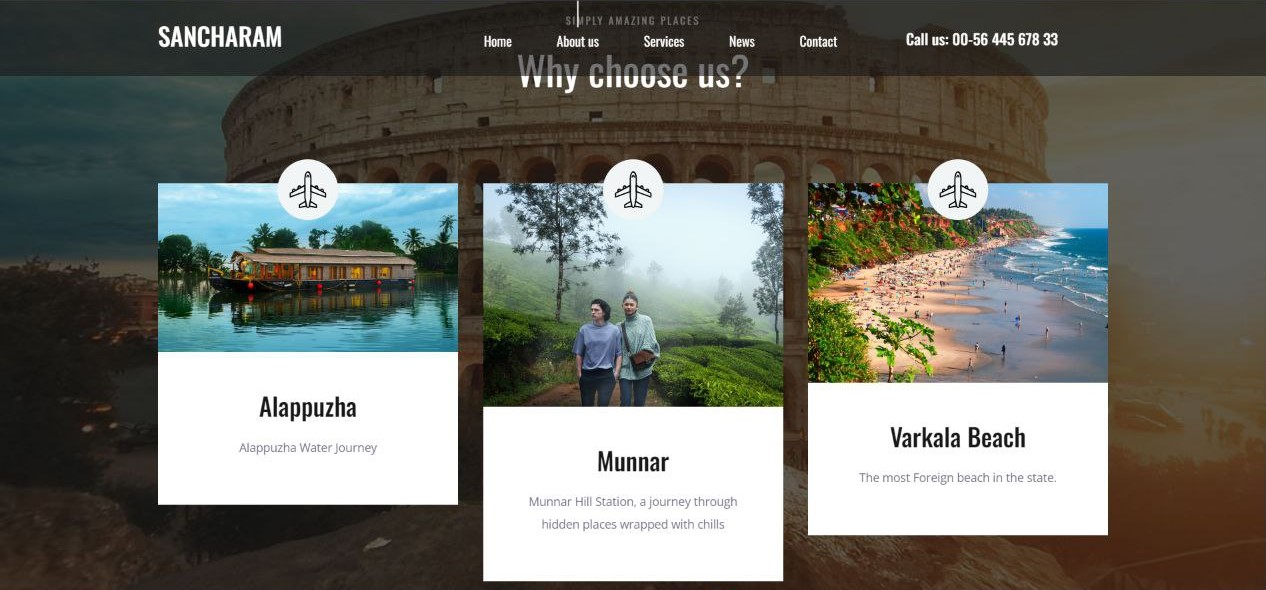 SIMPLY AMAZING PLACES
SANCHARAM
Home
About us
Services
News
Contact
Call us: 00-56 445 678 33
Why choose us?
Alappuzha
Alappuzha Water Journey
Munnar
Munnar Hill Station, a journey through
hidden places wrapped with chills
Varkala Beach
The most Foreign beach in the state.